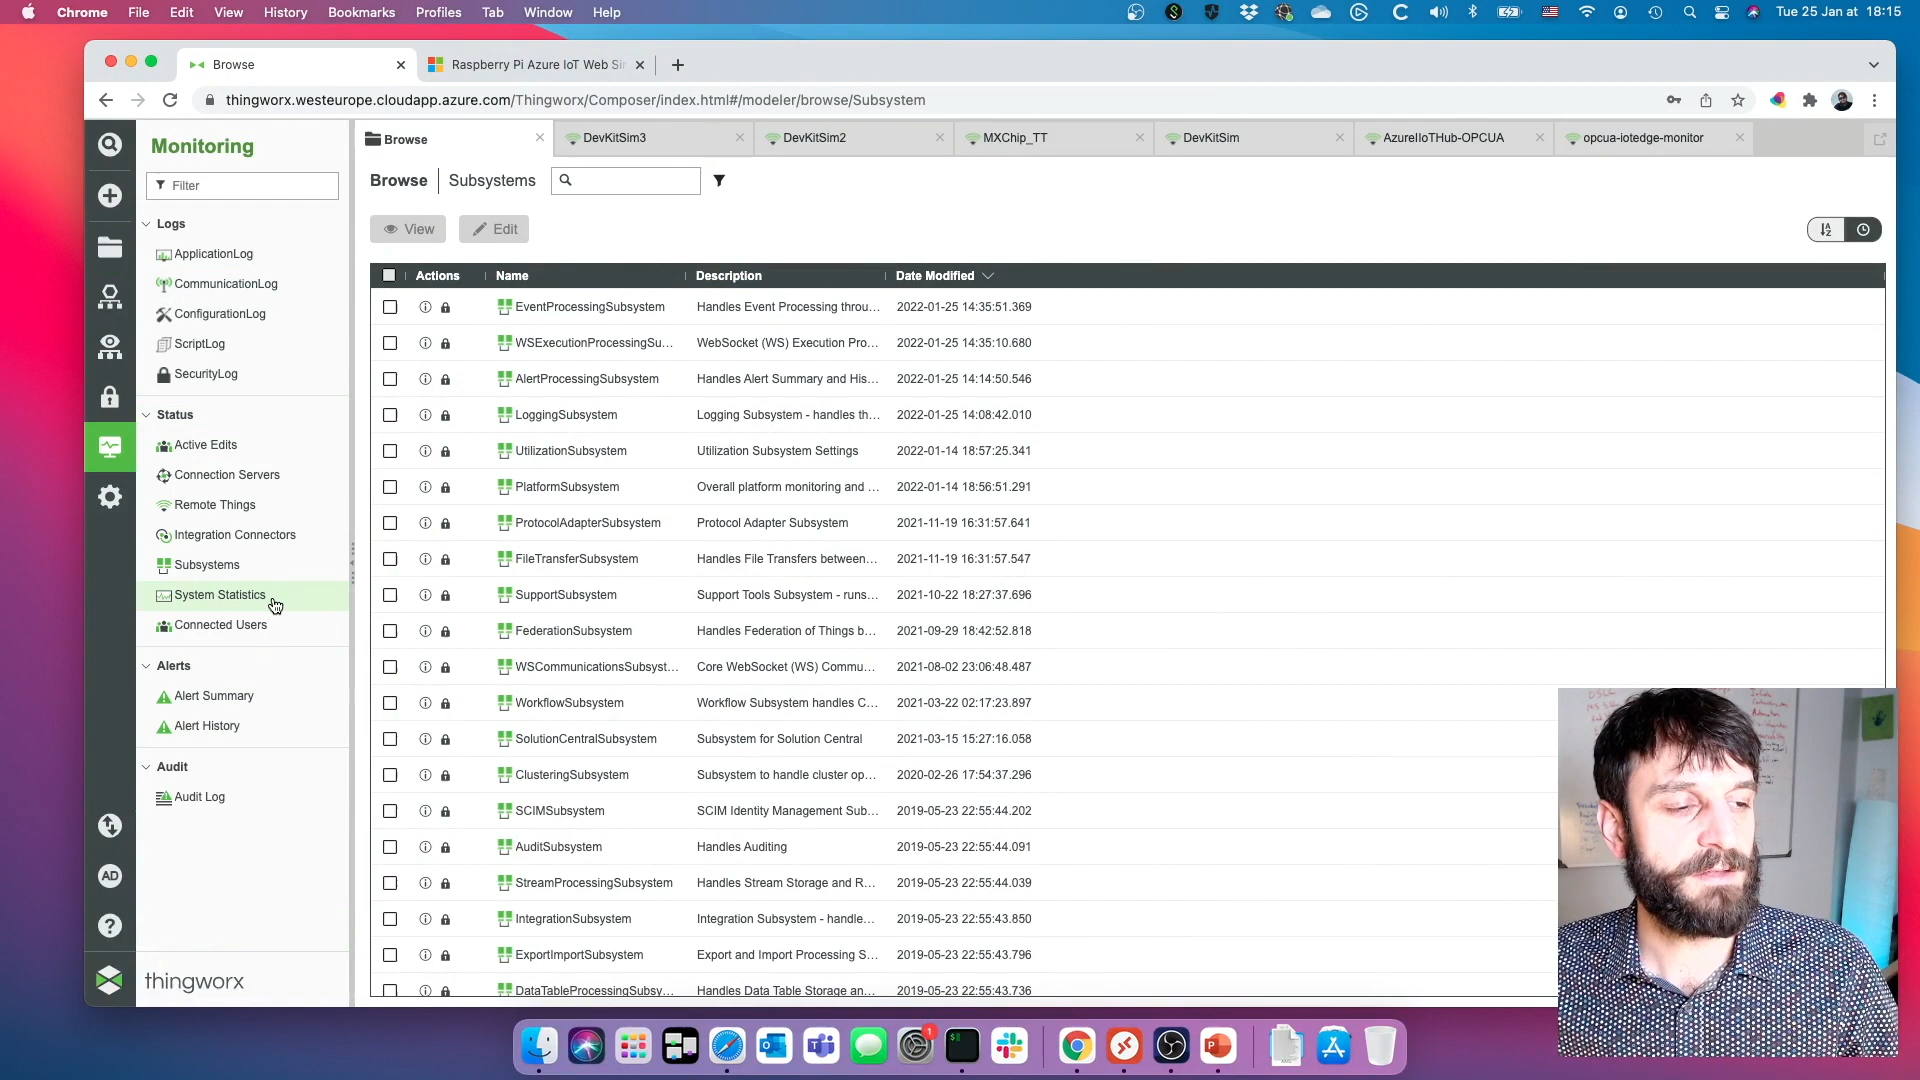 Chrome File Edit View History Bookmarks Profiles Tab Window Help Tue 25 Jan at 18:15
Browse Raspberry Pi Azure IoT Web Si
thingworx.westeurope.cloudapp.azure.com/Thingworx/Composer/index.html#/modeler/browse/Subsystem
Monitoring
Filter
Logs
ApplicationLog
CommunicationLog
ConfigurationLog
ScriptLog
SecurityLog
Status
Active Edits
Connection Servers
Remote Things
Integration Connectors
Subsystems
System Statistics
Connected Users
Alerts
Alert Summary
Alert History
Audit
Audit Log
AD
thingworx
Browse DevKitSim3 DevKitSim2 MXChip_TT DevKitSim AzureIIoTHub-OPCUA opcua-iotedge-monitor
Browse Subsystems
View Edit
Actions Name Description Date Modified
EventProcessingSubsystem Handles Event Processing throu... 2022-01-25 14:35:51.369
WSExecutionProcessingSu... WebSocket (WS) Execution Pro... 2022-01-25 14:35:10.680
AlertProcessingSubsystem Handles Alert Summary and His... 2022-01-25 14:14:50.546
LoggingSubsystem Logging Subsystem - handles th... 2022-01-25 14:08:42.010
UtilizationSubsystem Utilization Subsystem Settings 2022-01-14 18:57:25.341
PlatformSubsystem Overall platform monitoring and ... 2022-01-14 18:56:51.291
ProtocolAdapterSubsystem Protocol Adapter Subsystem 2021-11-19 16:31:57.641
FileTransferSubsystem Handles File Transfers between... 2021-11-19 16:31:57.547
SupportSubsystem Support Tools Subsystem - runs... 2021-10-22 18:27:37.696
FederationSubsystem Handles Federation of Things b... 2021-09-29 18:42:52.818
WSCommunicationsSubsyst... Core WebSocket (WS) Commu... 2021-08-02 23:06:48.487
WorkflowSubsystem Workflow Subsystem handles C... 2021-03-22 02:17:23.897
SolutionCentralSubsystem Subsystem for Solution Central 2021-03-15 15:27:16.058
ClusteringSubsystem Subsystem to handle cluster op... 2020-02-26 17:54:37.296
SCIMSubsystem SCIM Identity Management Sub... 2019-05-23 22:55:44.202
AuditSubsystem Handles Auditing 2019-05-23 22:55:44.091
StreamProcessingSubsystem Handles Stream Storage and R... 2019-05-23 22:55:44.039
IntegrationSubsystem Integration Subsystem - handle... 2019-05-23 22:55:43.850
ExportImportSubsystem Export and Import Processing S... 2019-05-23 22:55:43.796
DataTableProcessingSubsy... Handles Data Table Storage an... 2019-05-23 22:55:43.736
1